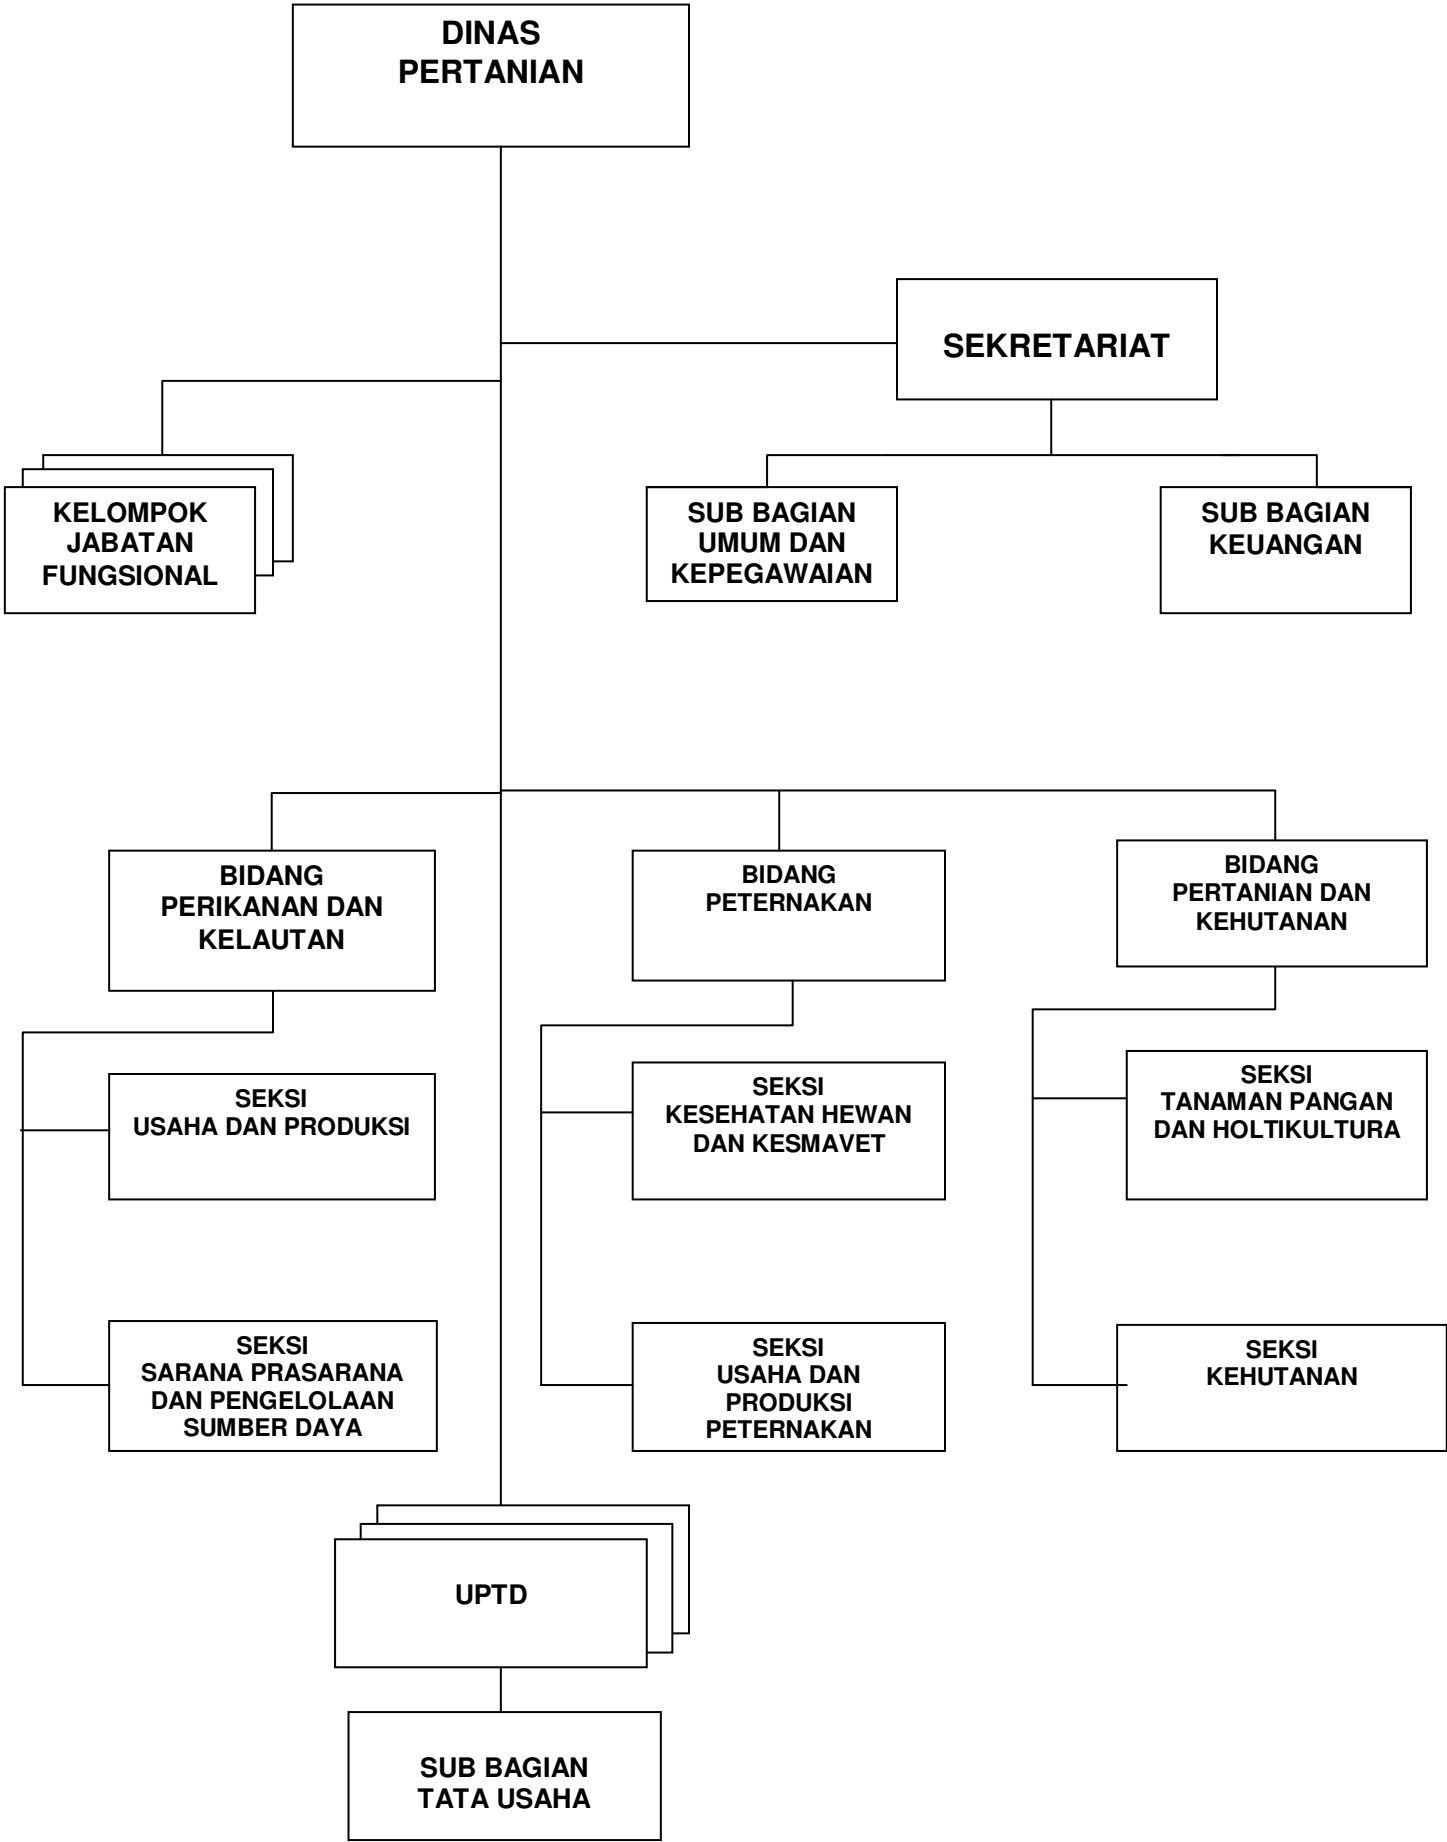 DINAS
PERTANIAN
SEKRETARIAT
KELOMPOK
JABATAN
FUNGSIONAL
SUB BAGIAN
UMUM DAN
KEPEGAWAIAN
SUB BAGIAN
KEUANGAN
BIDANG
PERIKANAN DAN
KELAUTAN
BIDANG
PETERNAKAN
BIDANG
PERTANIAN DAN
KEHUTANAN
SEKSI
USAHA DAN PRODUKSI
SEKSI
KESEHATAN HEWAN
DAN KESMAVET
SEKSI
TANAMAN PANGAN
DAN HOLTIKULTURA
SEKSI
SARANA PRASARANA
DAN PENGELOLAAN
SUMBER DAYA
SEKSI
USAHA DAN
PRODUKSI
PETERNAKAN
SEKSI
KEHUTANAN
UPTD
SUB BAGIAN
TATA USAHA